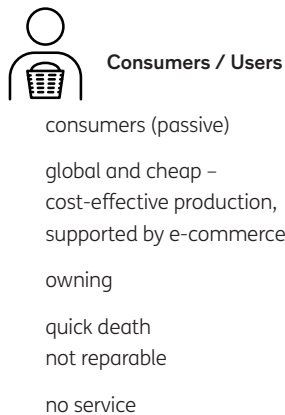 Consumers / Users
consumers (passive)
global and cheap –
cost-effective production,
supported by e-commerce
owning
quick death
not reparable
no service